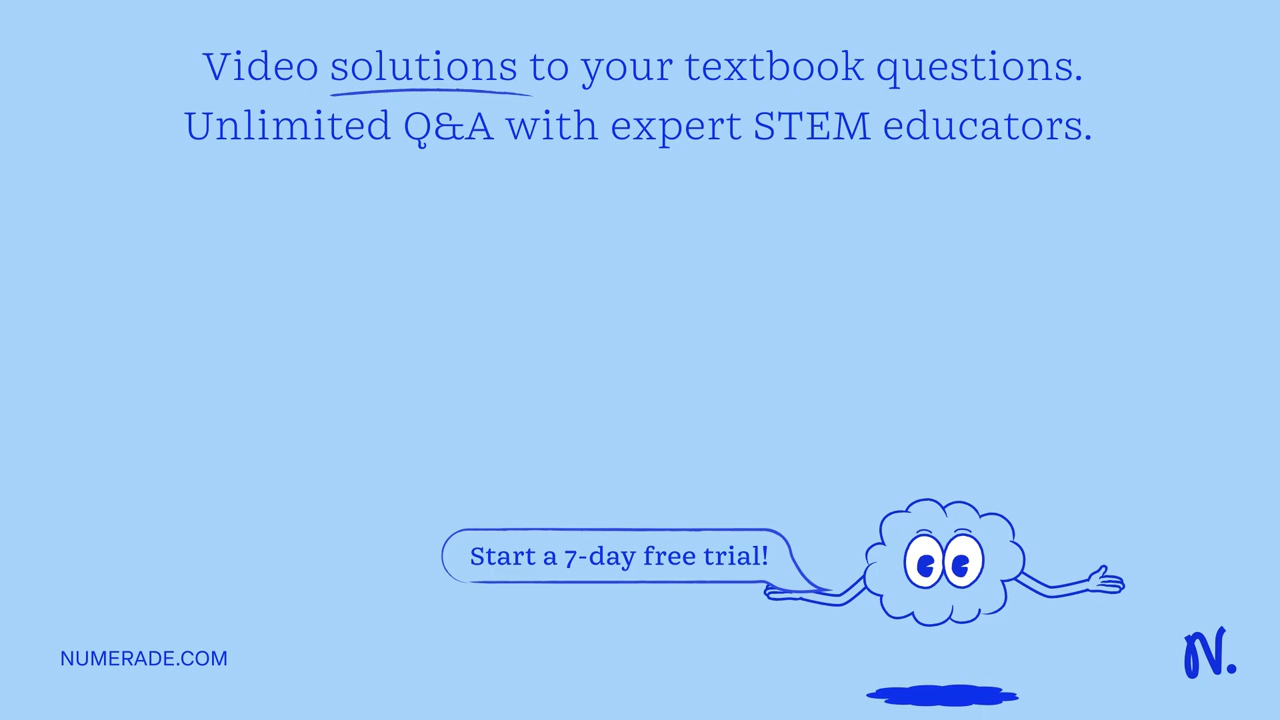 Video solutions to your textbook questions.
Unlimited Q&A with expert STEM educators.
Start a 7-day free trial!
NUMERADE.COM
N.